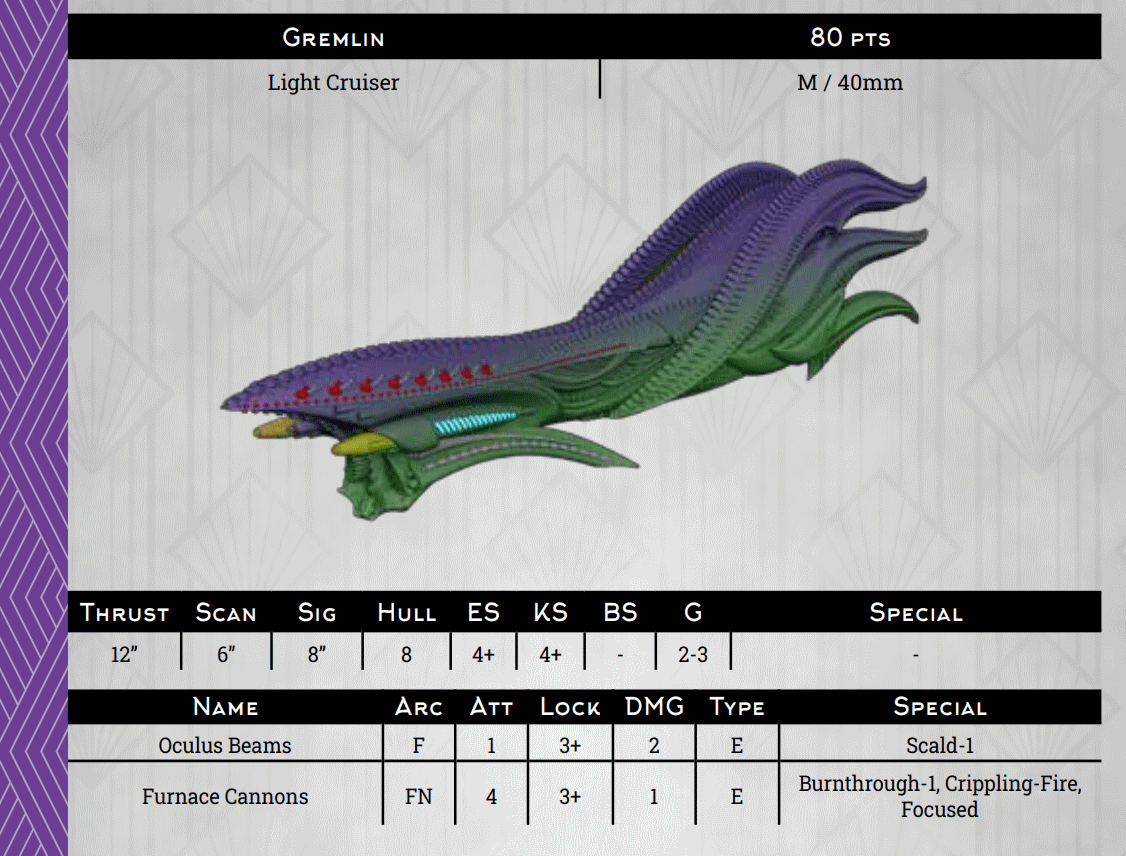 Gremlin 80 pts
Light Cruiser M / 40mm
Thrust Scan Sig Hull ES KS BS G Special
12” 6” 8” 8 4+ 4+ - 2-3 -
Name Arc Att Lock DMG Type Special
Oculus Beams F 1 3+ 2 E Scald-1
Furnace Cannons FN 4 3+ 1 E Burnthrough-1, Crippling-Fire,
Focused